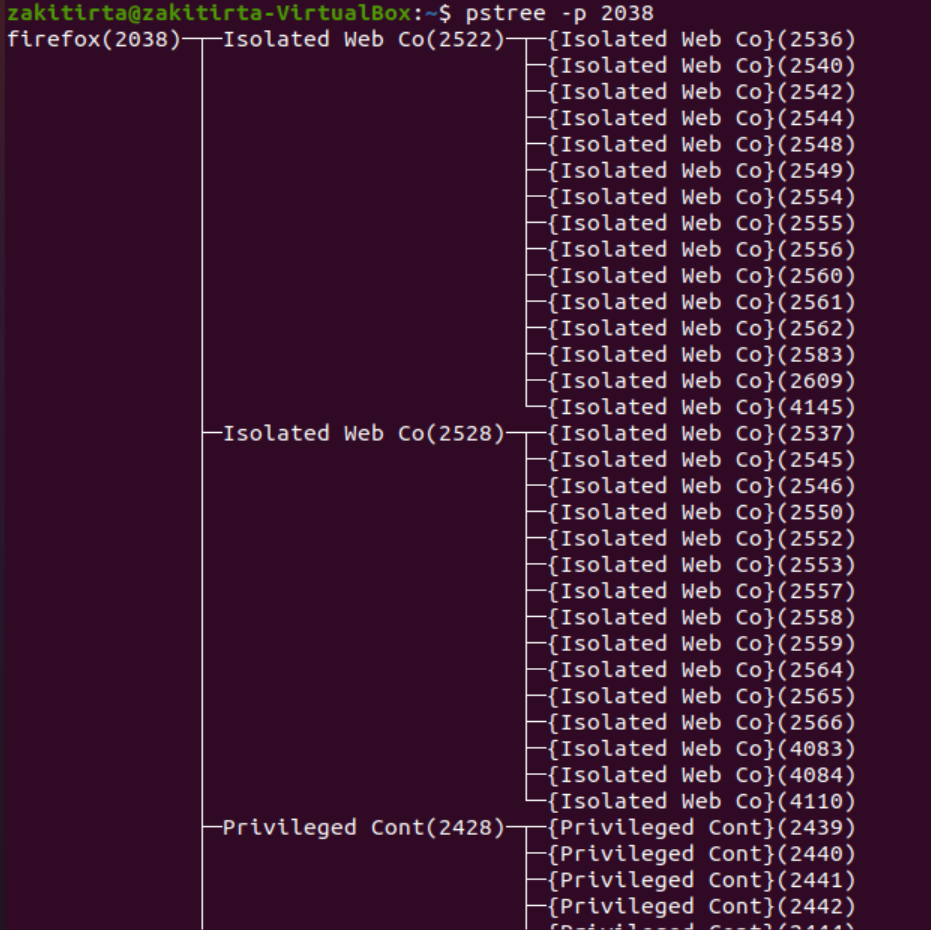 zakitirta@zakitirta-VirtualBox:~$ pstree -p 2038
firefox(2038)─┬─Isolated Web Co(2522)─┬─{Isolated Web Co}(2536)
              │                       ├─{Isolated Web Co}(2540)
              │                       ├─{Isolated Web Co}(2542)
              │                       ├─{Isolated Web Co}(2544)
              │                       ├─{Isolated Web Co}(2548)
              │                       ├─{Isolated Web Co}(2549)
              │                       ├─{Isolated Web Co}(2554)
              │                       ├─{Isolated Web Co}(2555)
              │                       ├─{Isolated Web Co}(2556)
              │                       ├─{Isolated Web Co}(2560)
              │                       ├─{Isolated Web Co}(2561)
              │                       ├─{Isolated Web Co}(2562)
              │                       ├─{Isolated Web Co}(2583)
              │                       ├─{Isolated Web Co}(2609)
              │                       └─{Isolated Web Co}(4145)
              ├─Isolated Web Co(2528)─┬─{Isolated Web Co}(2537)
              │                       ├─{Isolated Web Co}(2545)
              │                       ├─{Isolated Web Co}(2546)
              │                       ├─{Isolated Web Co}(2550)
              │                       ├─{Isolated Web Co}(2552)
              │                       ├─{Isolated Web Co}(2553)
              │                       ├─{Isolated Web Co}(2557)
              │                       ├─{Isolated Web Co}(2558)
              │                       ├─{Isolated Web Co}(2559)
              │                       ├─{Isolated Web Co}(2564)
              │                       ├─{Isolated Web Co}(2565)
              │                       ├─{Isolated Web Co}(2566)
              │                       ├─{Isolated Web Co}(4083)
              │                       ├─{Isolated Web Co}(4084)
              │                       └─{Isolated Web Co}(4110)
              ├─Privileged Cont(2428)─┬─{Privileged Cont}(2439)
              │                       ├─{Privileged Cont}(2440)
              │                       ├─{Privileged Cont}(2441)
              │                       ├─{Privileged Cont}(2442)